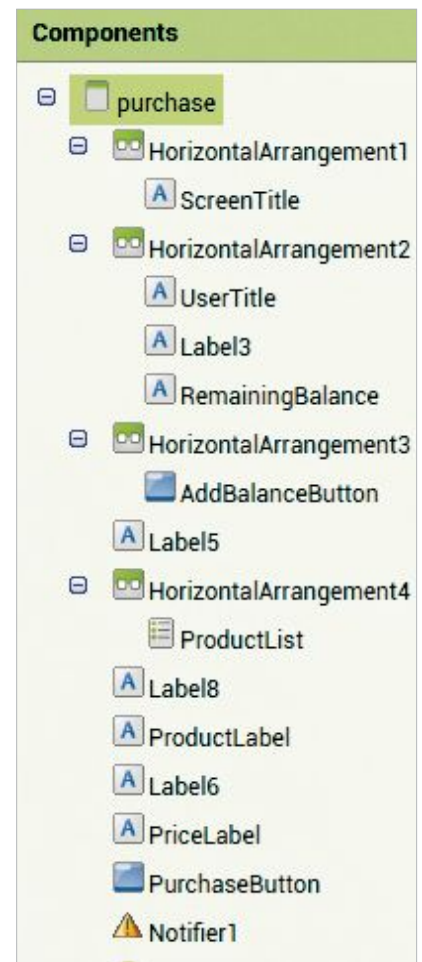 Components
purchase
HorizontalArrangement1
A ScreenTitle
HorizontalArrangement2
A UserTitle
A Label3
A RemainingBalance
HorizontalArrangement3
AddBalanceButton
A Label5
HorizontalArrangement4
ProductList
A Label8
A ProductLabel
A Label6
A PriceLabel
PurchaseButton
Notifier1